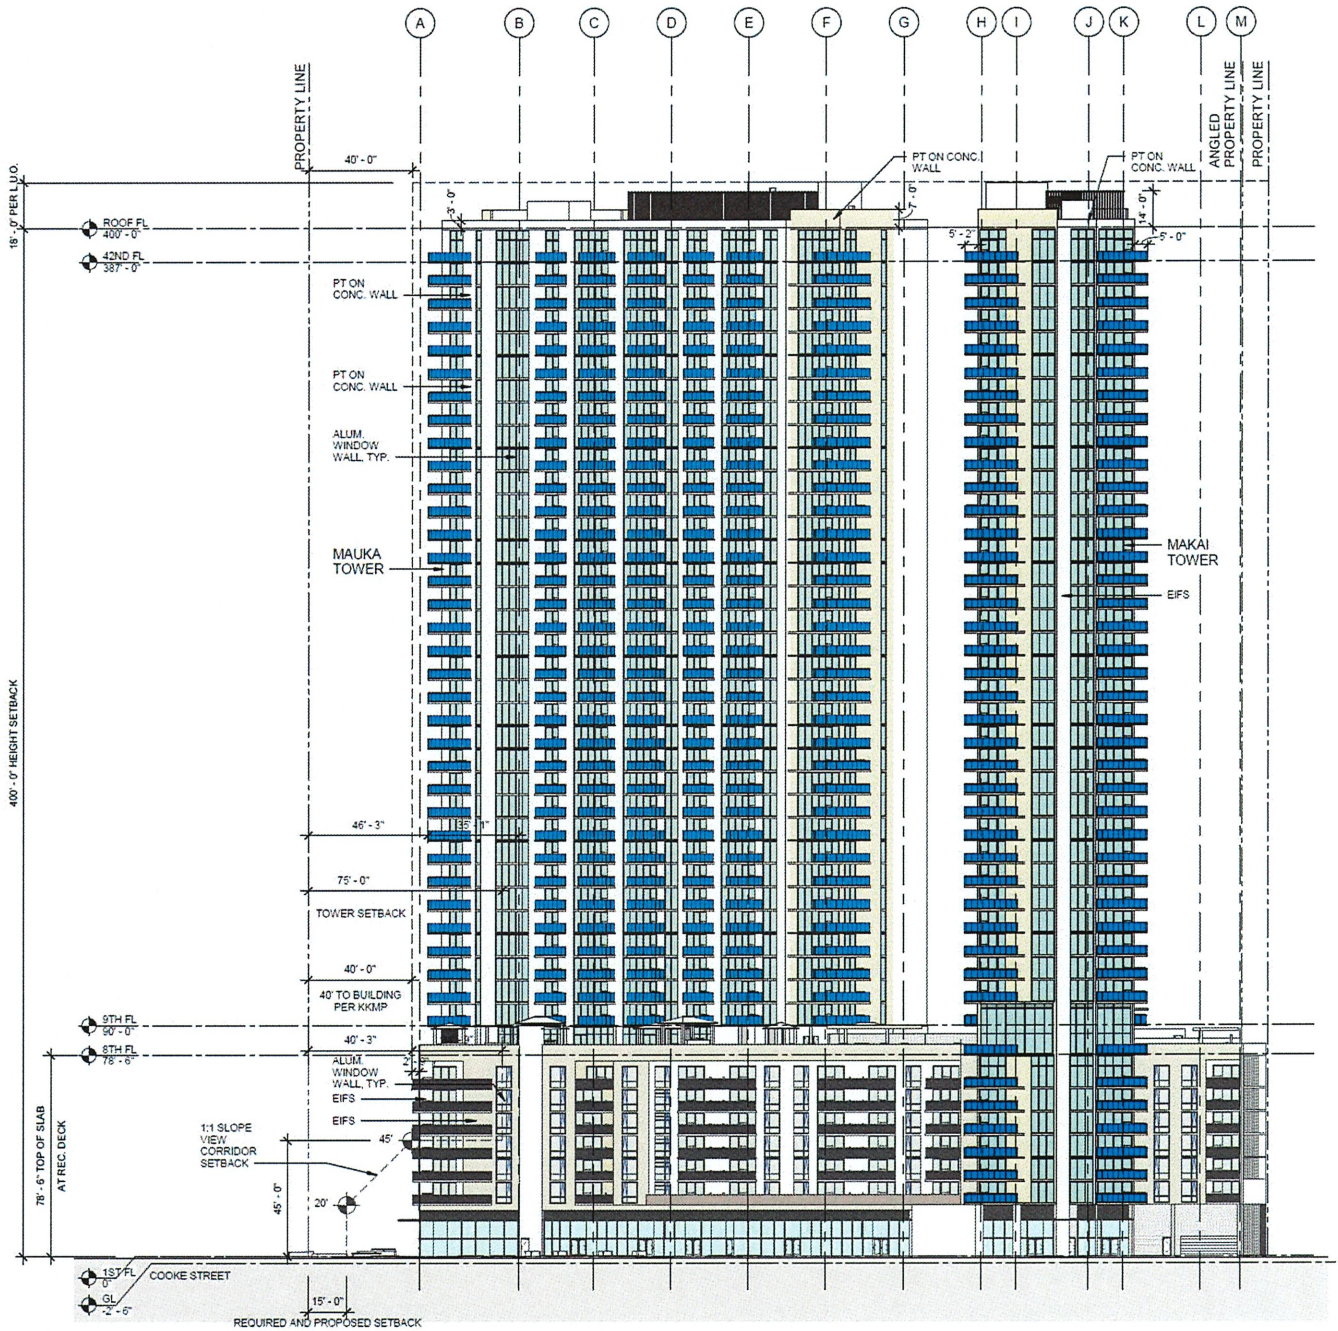 A B C D E F G H I J K L M
PROPERTY LINE
ANGLED
PROPERTY LINE
PROPERTY LINE
40' - 0"
PT ON CONC.
WALL
PT ON
CONC. WALL
16' - 0" PER L.U.O.
3' - 0"
7' - 0"
14' - 0"
ROOF FL
400' - 0"
5' - 2"
5' - 0"
42ND FL
387' - 0"
PT ON
CONC. WALL
PT ON
CONC. WALL
ALUM.
WINDOW
WALL, TYP.
MAUKA
TOWER
MAKAI
TOWER
EIFS
400' - 0" HEIGHT SETBACK
46' - 3"
35' - 1"
75' - 0"
TOWER SETBACK
40' - 0"
40' TO BUILDING
PER KKMP
9TH FL
90' - 0"
40' - 3"
8TH FL
78' - 6"
ALUM.
WINDOW
WALL, TYP.
EIFS
EIFS
1:1 SLOPE
VIEW
CORRIDOR
SETBACK
45'
20'
45' - 0"
78' - 6" TOP OF SLAB
AT REC. DECK
1ST FL
0"
COOKE STREET
GL
-2' - 6"
15' - 0"
REQUIRED AND PROPOSED SETBACK